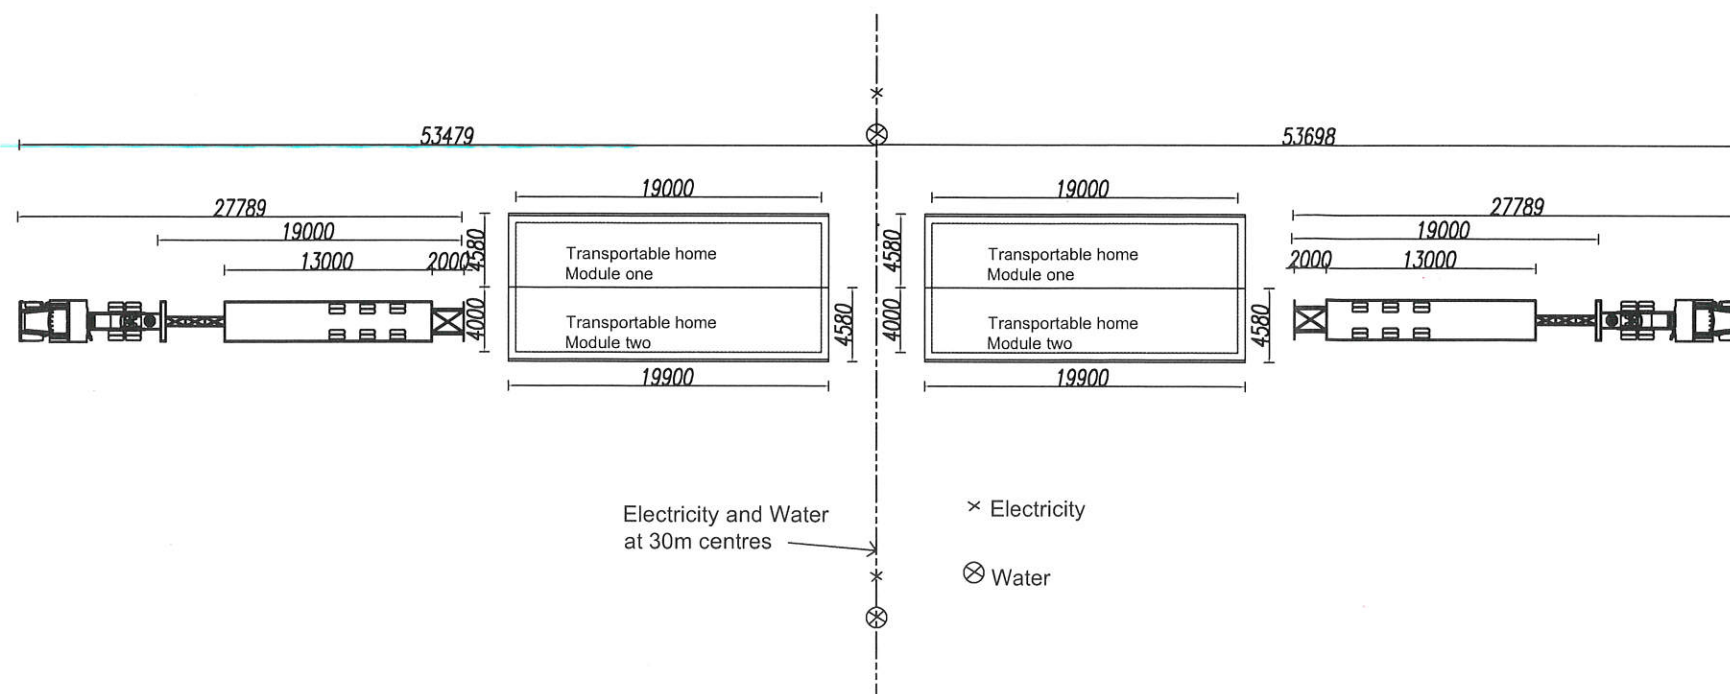 53479
53698
19000
19000
27789
27789
19000
19000
13000
2000
4580
4580
2000
13000
Transportable home
Module one
Transportable home
Module one
4000
4580
4000
4580
Transportable home
Module two
Transportable home
Module two
19900
19900
Electricity and Water
at 30m centres
Electricity
Water